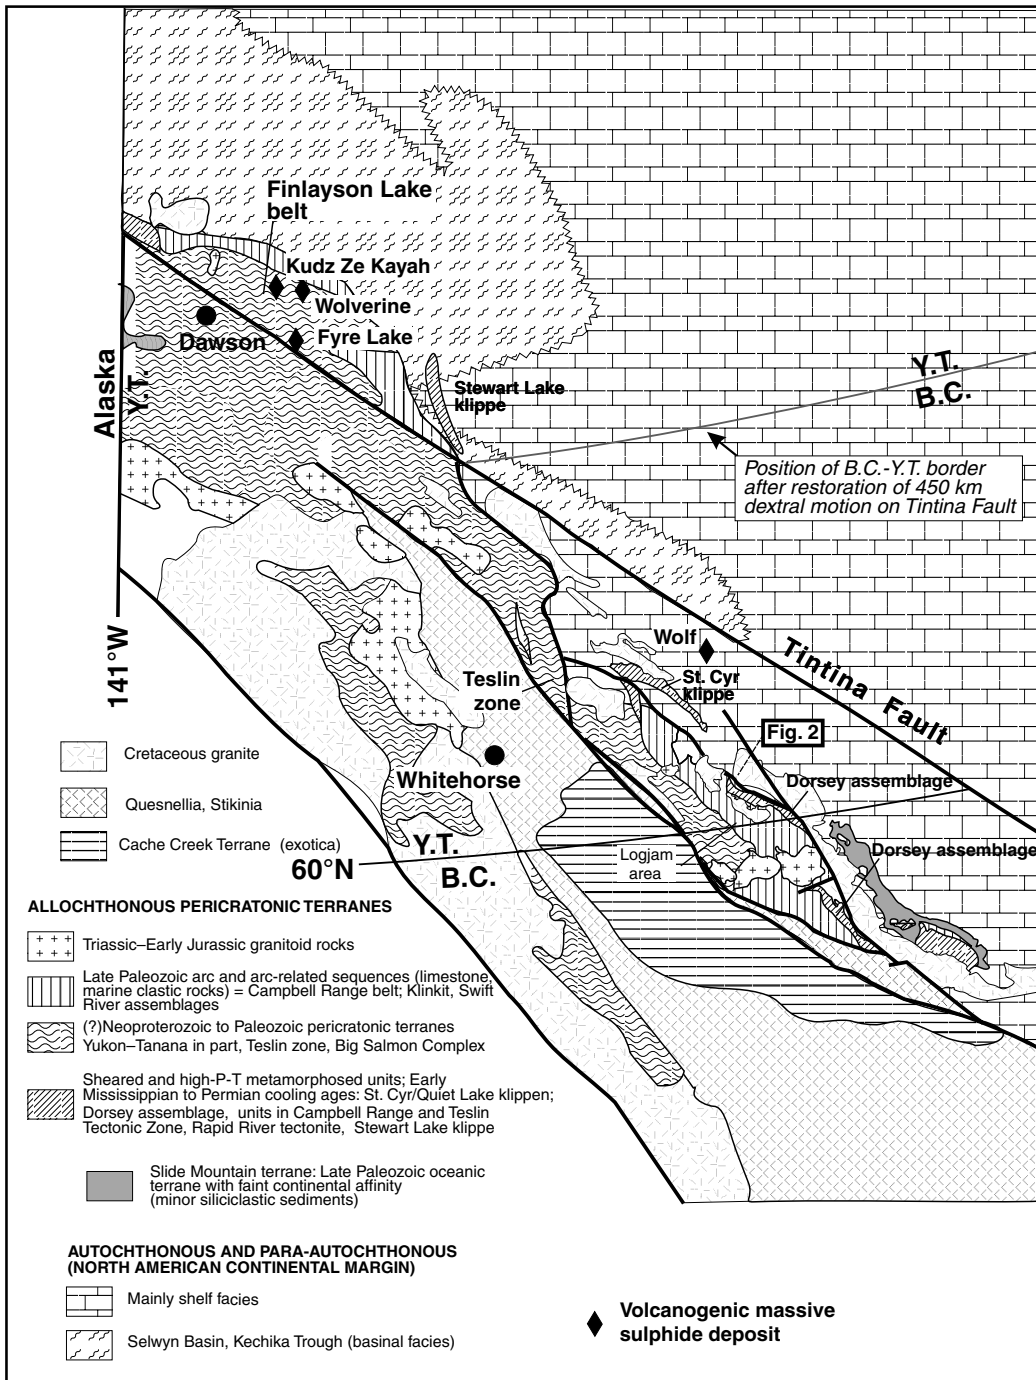 Finlayson Lake
belt
Kudz Ze Kayah
Wolverine
Dawson
Fyre Lake
Alaska
Y.T.
Stewart Lake
klippe
Y.T.
B.C.
Position of B.C.-Y.T. border
after restoration of 450 km
dextral motion on Tintina Fault
141°W
Wolf
St. Cyr
klippe
Tintina Fault
Teslin
zone
Fig. 2
Whitehorse
Dorsey assemblage
Dorsey assemblage
60°N
Y.T.
B.C.
Logjam
area
Cretaceous granite
Quesnellia, Stikinia
Cache Creek Terrane (exotica)
ALLOCHTHONOUS PERICRATONIC TERRANES
Triassic–Early Jurassic granitoid rocks
Late Paleozoic arc and arc-related sequences (limestone,
marine clastic rocks) = Campbell Range belt; Klinkit, Swift
River assemblages
(?)Neoproterozoic to Paleozoic pericratonic terranes
Yukon–Tanana in part, Teslin zone, Big Salmon Complex
Sheared and high-P-T metamorphosed units; Early
Mississippian to Permian cooling ages: St. Cyr/Quiet Lake klippen;
Dorsey assemblage, units in Campbell Range and Teslin
Tectonic Zone, Rapid River tectonite, Stewart Lake klippe
Slide Mountain terrane: Late Paleozoic oceanic
terrane with faint continental affinity
(minor siliciclastic sediments)
AUTOCHTHONOUS AND PARA-AUTOCHTHONOUS
(NORTH AMERICAN CONTINENTAL MARGIN)
Mainly shelf facies
Selwyn Basin, Kechika Trough (basinal facies)
Volcanogenic massive
sulphide deposit